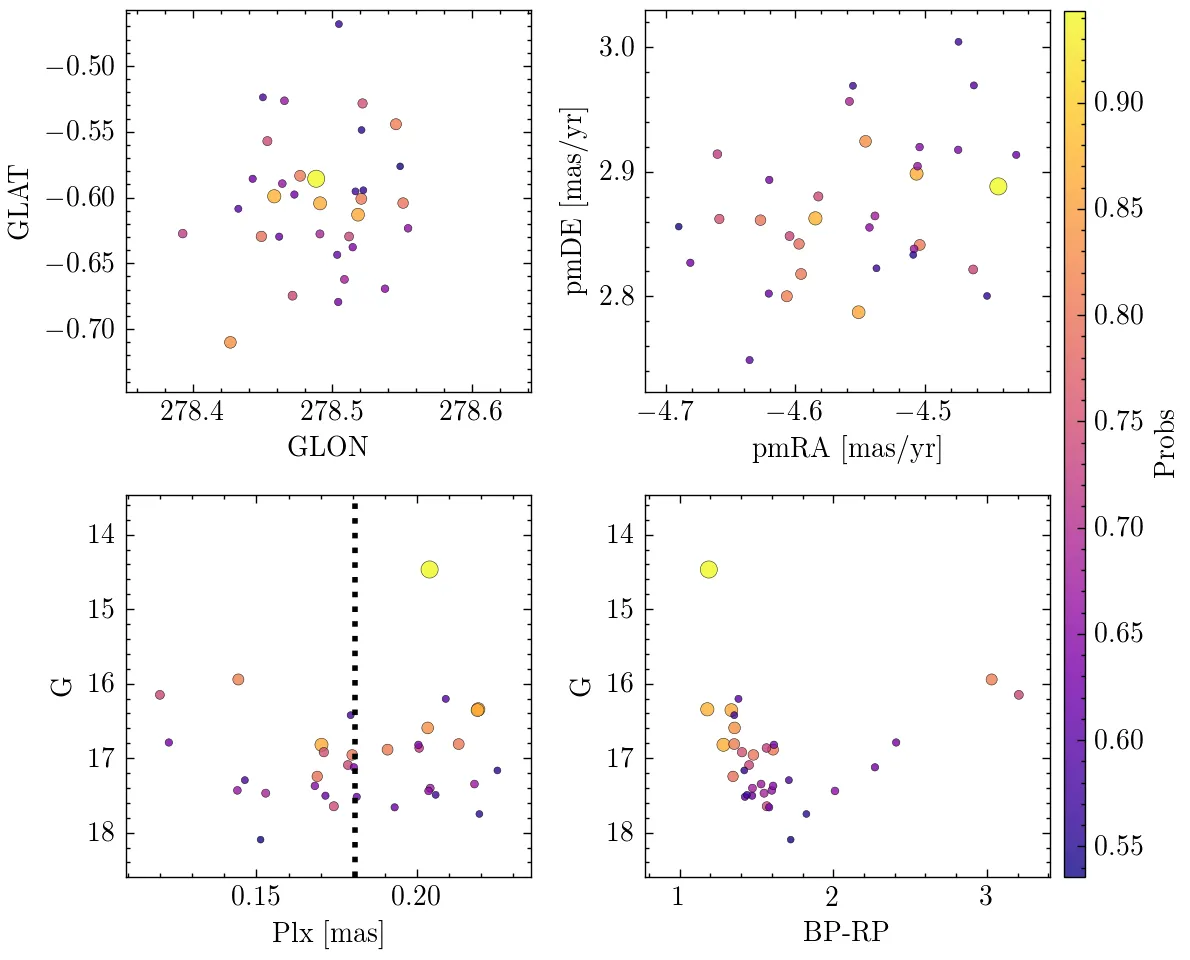 −0.50
−0.55
−0.60
−0.65
−0.70
GLAT
278.4 278.5 278.6
GLON
3.0
2.9
2.8
pmDE [mas/yr]
−4.7 −4.6 −4.5
pmRA [mas/yr]
14
15
16
17
18
G
0.15 0.20
Plx [mas]
14
15
16
17
18
G
1 2 3
BP-RP
0.90
0.85
0.80
0.75
0.70
0.65
0.60
0.55
Probs